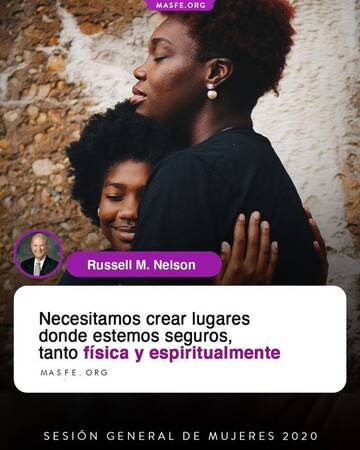 MASFE.ORG
Russell M. Nelson
Necesitamos crear lugares
donde estemos seguros,
tanto física y espiritualmente
MASFE.ORG
SESIÓN GENERAL DE MUJERES 2020